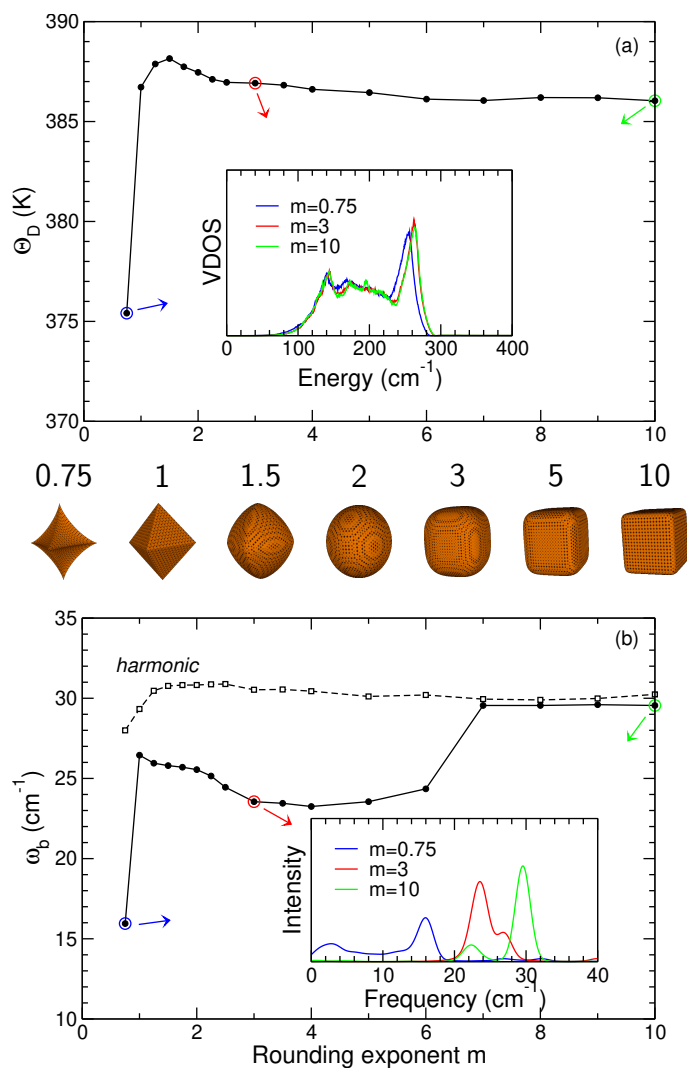 390
(a)
385
380
375
370
Θ_D (K)
m=0.75
m=3
m=10
VDOS
0 100 200 300 400
Energy (cm⁻¹)
0 2 4 6 8 10
0.75 1 1.5 2 3 5 10
35
(b)
harmonic
30
25
20
15
10
ω_b (cm⁻¹)
m=0.75
m=3
m=10
Intensity
0 10 20 30 40
Frequency (cm⁻¹)
0 2 4 6 8 10
Rounding exponent m